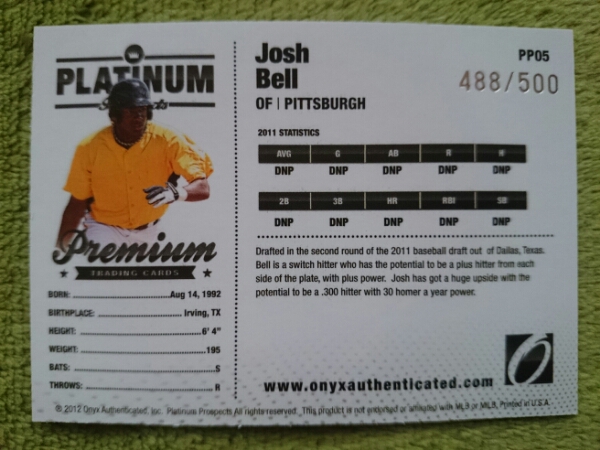 PLATINUM
Prospects
Premium
TRADING CARDS
BORN: Aug 14, 1992
BIRTHPLACE: Irving, TX
HEIGHT: 6' 4"
WEIGHT: 195
BATS: S
THROWS: R
Josh
Bell
OF | PITTSBURGH
PP05
488/500
2011 STATISTICS
AVG G AB R H
DNP DNP DNP DNP DNP
2B 3B HR RBI SB
DNP DNP DNP DNP DNP
Drafted in the second round of the 2011 baseball draft out of Dallas, Texas.
Bell is a switch hitter who has the potential to be a plus hitter from each
side of the plate, with plus power. Josh has got a huge upside with the
potential to be a .300 hitter with 30 homer a year power.
www.onyxauthenticated.com
© 2012 Onyx Authenticated, Inc. Platinum Prospects All rights reserved. This product is not endorsed or affiliated with MLB or MiLB. Printed in U.S.A.